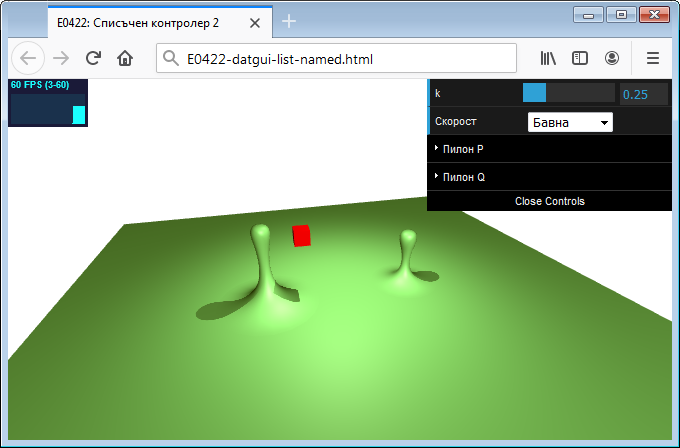 E0422: Списъчен контролер 2
E0422-datgui-list-named.html
60 FPS (3-60)
k
0.25
Скорост
Бавна
Пилон P
Пилон Q
Close Controls